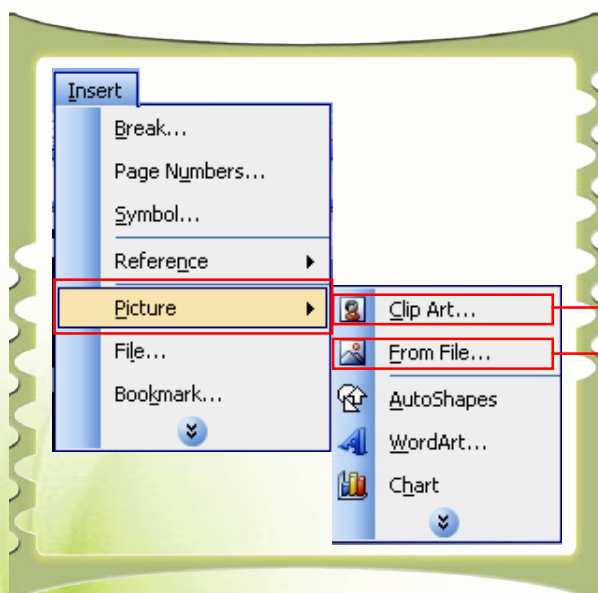 Insert
Break...
Page Numbers...
Symbol...
Reference
Picture
File...
Bookmark...
Clip Art...
From File...
AutoShapes
WordArt...
Chart